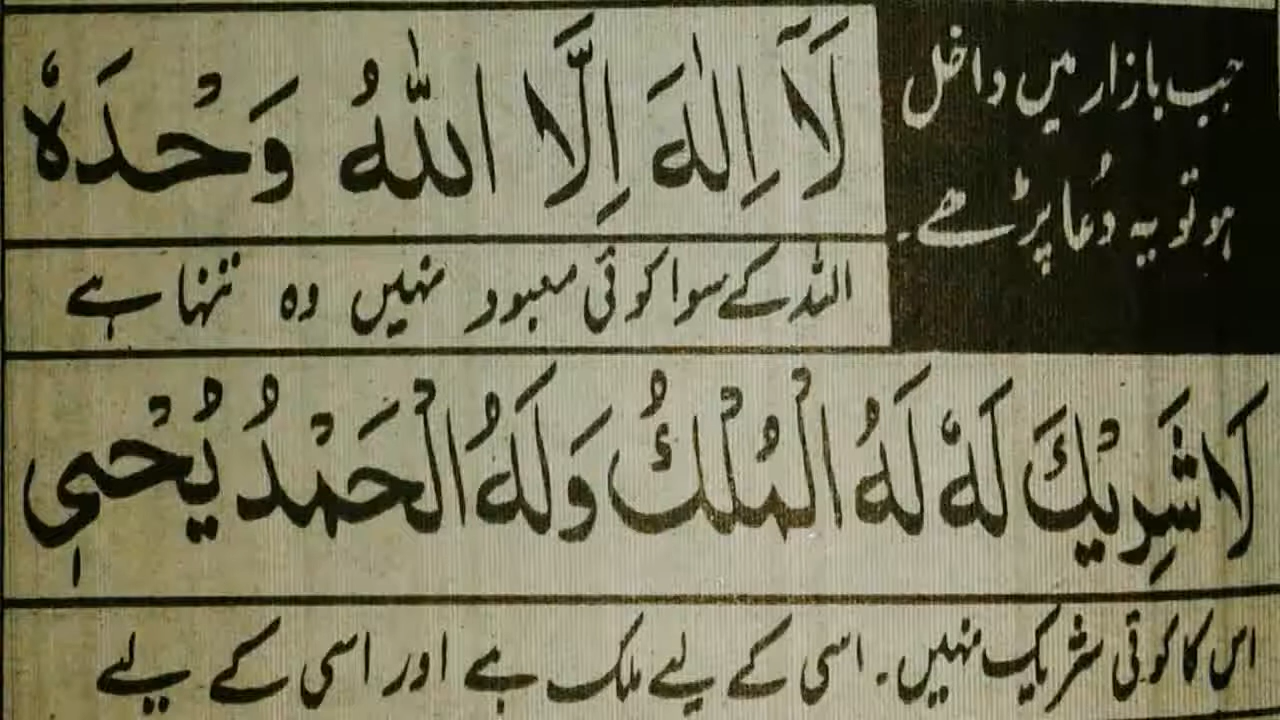 جب بازار میں داخل
ہو تو یہ دُعا پڑھے۔
لَآ اِلٰهَ اِلَّا اللّٰهُ وَحْدَهٗ
اللہ کے سوا کوئی معبود نہیں وہ تنہا ہے
لَا شَرِيْكَ لَهٗ لَهُ الْمُلْكُ وَلَهُ الْحَمْدُ يُحْيٖ
اس کا کوئی شریک نہیں۔ اسی کے لیے ملک ہے اور اسی کے لیے